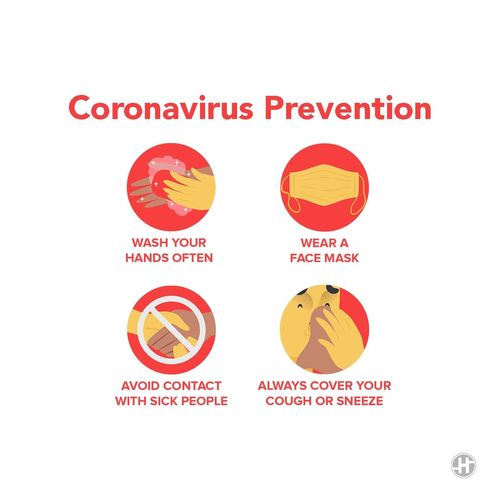 Coronavirus Prevention
WASH YOUR
HANDS OFTEN
WEAR A
FACE MASK
AVOID CONTACT
WITH SICK PEOPLE
ALWAYS COVER YOUR
COUGH OR SNEEZE
H